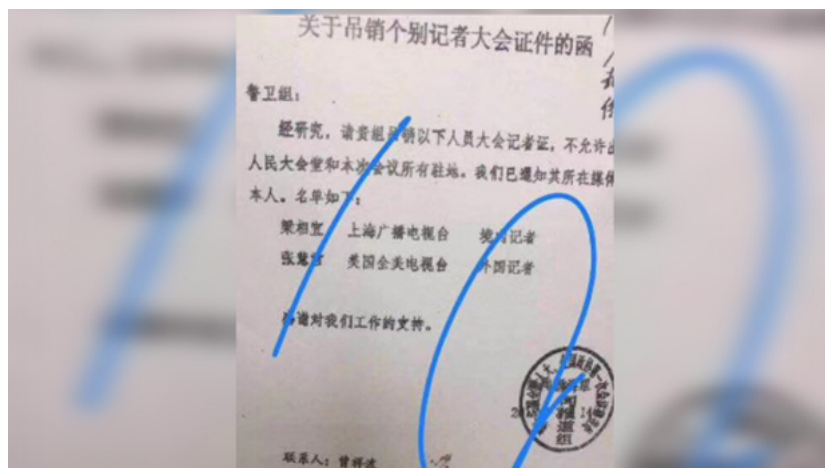 关于吊销个别记者大会证件的函
警卫组：
经研究，请贵组吊销以下人员大会记者证，不允许
人民大会堂和本次会议所有驻地。我们已通知其所在媒体
本人。名单如下：
梁相宜 上海广播电视台 境内记者
张慧 美国全美电视台 外国记者
感谢对我们工作的支持。
联系人：曾祥